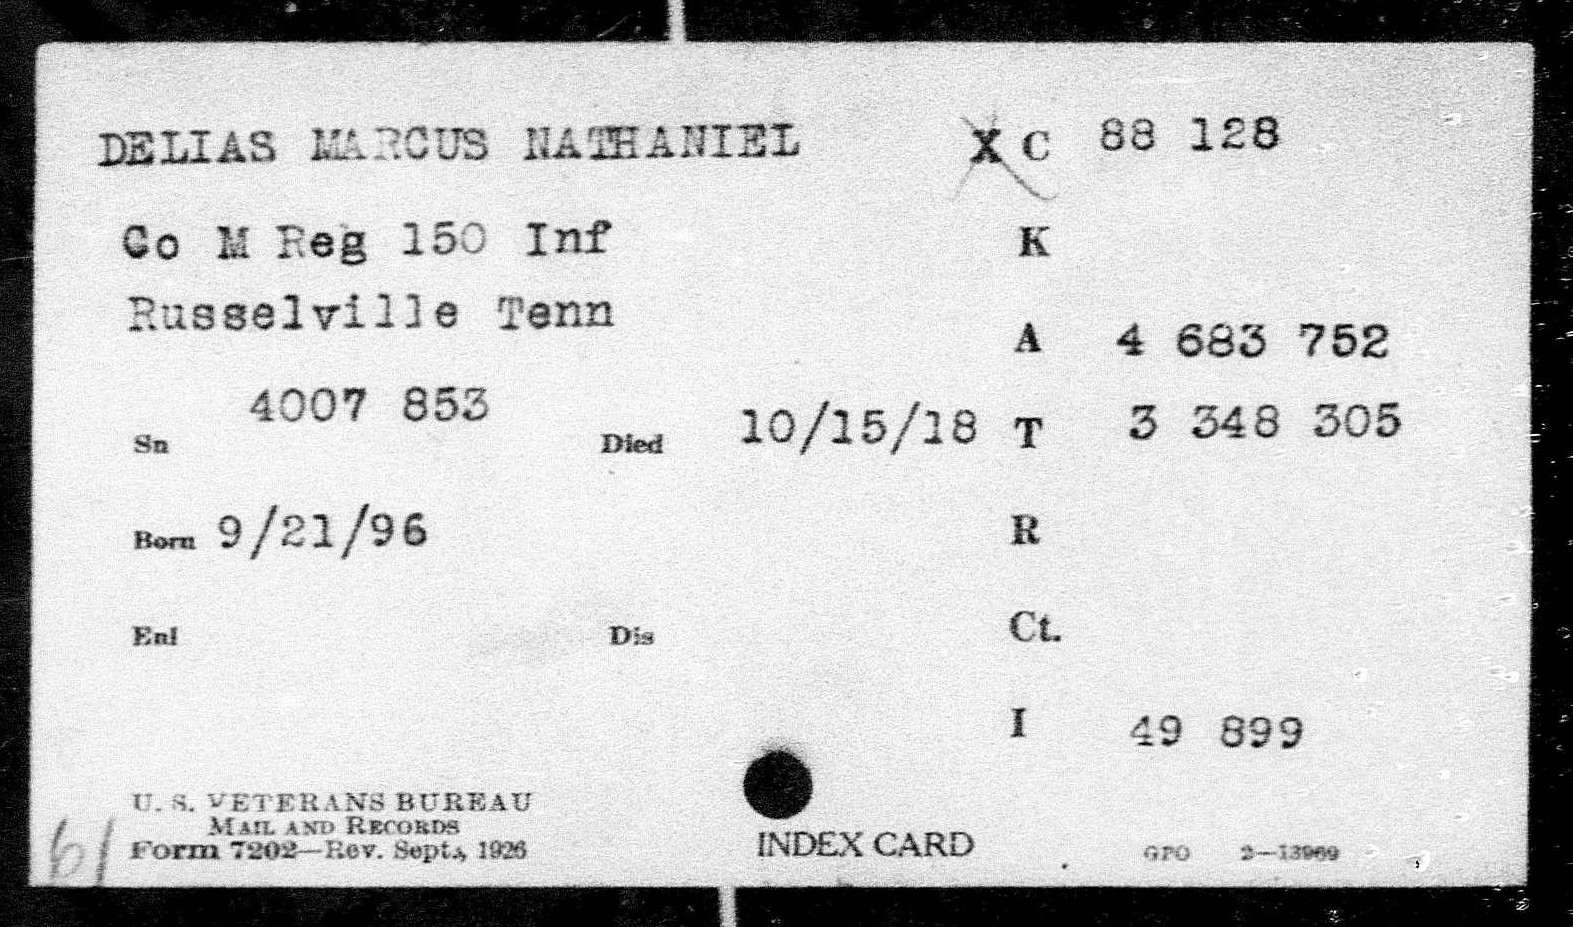 DELIAS MARCUS NATHANIEL X C 88 128
Co M Reg 150 Inf K
Russelville Tenn
A 4 683 752
Sn 4007 853 Died 10/15/18 T 3 348 305
Born 9/21/96 R
Enl Dis Ct.
I 49 899
U. S. VETERANS BUREAU
MAIL AND RECORDS
Form 7202—Rev. Sept., 1926
INDEX CARD
GPO 2—13969
61